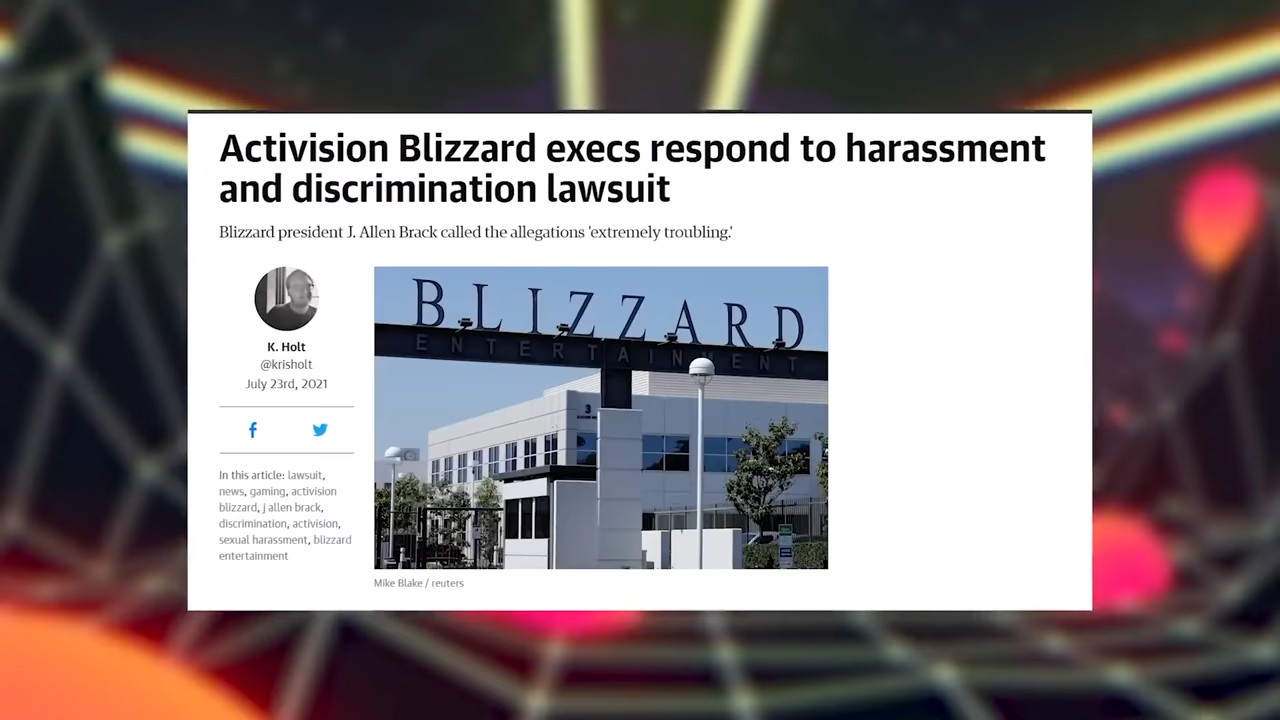 Activision Blizzard execs respond to harassment
and discrimination lawsuit
Blizzard president J. Allen Brack called the allegations 'extremely troubling.'
K. Holt
@krisholt
July 23rd, 2021
In this article: lawsuit,
news, gaming, activision
blizzard, j allen brack,
discrimination, activision,
sexual harassment, blizzard
entertainment
BLIZZARD
ENTERTAINMENT
3
Mike Blake / reuters